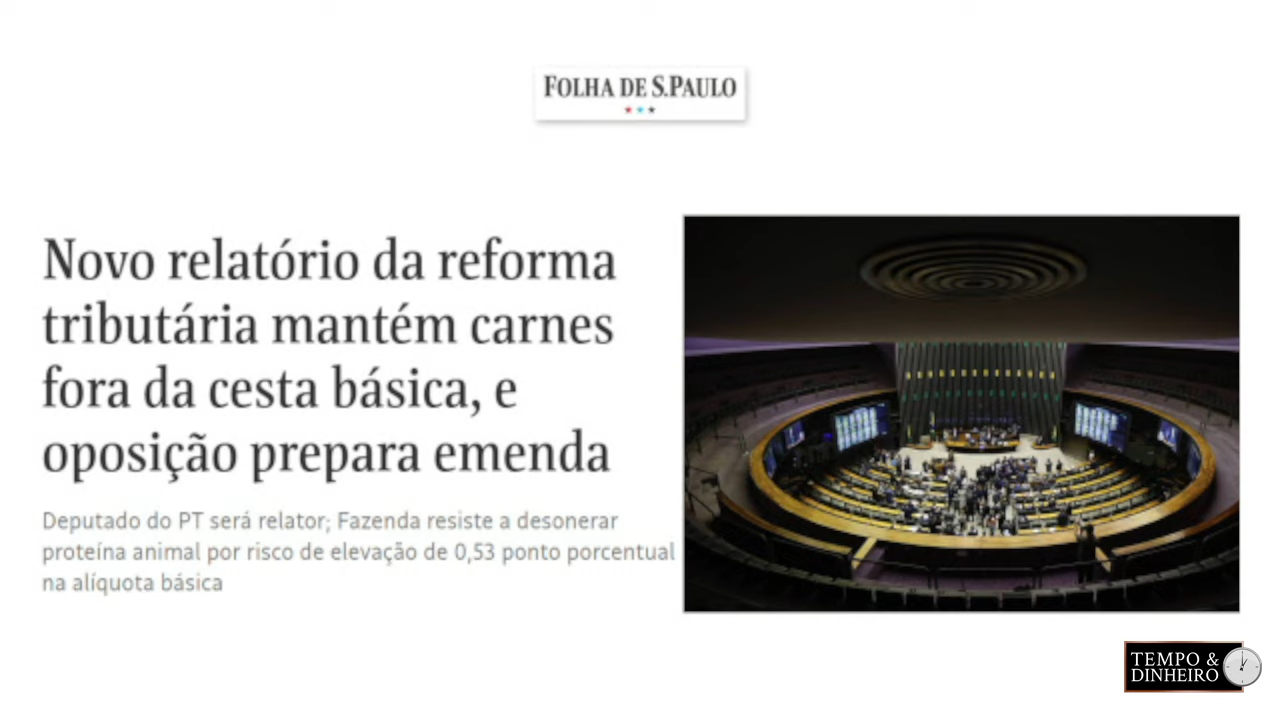 FOLHA DE S.PAULO
Novo relatório da reforma
tributária mantém carnes
fora da cesta básica, e
oposição prepara emenda
Deputado do PT será relator; Fazenda resiste a desonerar
proteína animal por risco de elevação de 0,53 ponto porcentual
na alíquota básica
TEMPO &
DINHEIRO